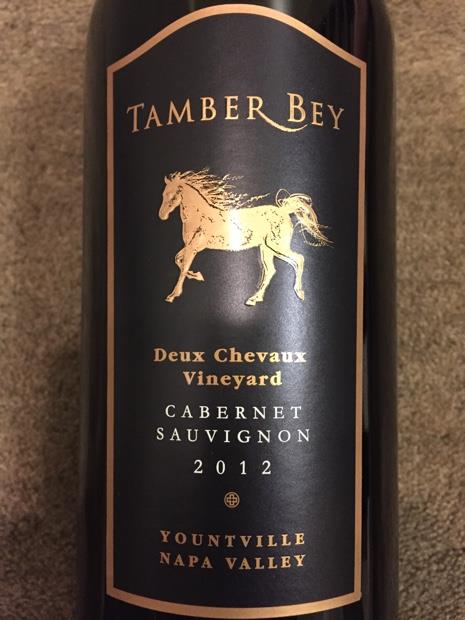 TAMBER BEY
Deux Chevaux
Vineyard
CABERNET
SAUVIGNON
2012
YOUNTVILLE
NAPA VALLEY